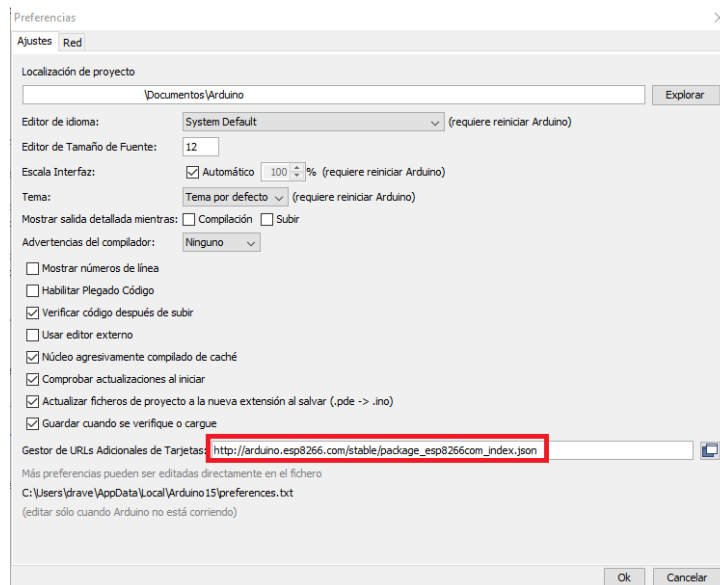 Preferencias
Ajustes Red
Localización de proyecto
\Documentos\Arduino Explorar
Editor de idioma: System Default (requiere reiniciar Arduino)
Editor de Tamaño de Fuente: 12
Escala Interfaz: Automático 100 % (requiere reiniciar Arduino)
Tema: Tema por defecto (requiere reiniciar Arduino)
Mostrar salida detallada mientras: Compilación Subir
Advertencias del compilador: Ninguno
Mostrar números de línea
Habilitar Plegado Código
Verificar código después de subir
Usar editor externo
Núcleo agresivamente compilado de caché
Comprobar actualizaciones al iniciar
Actualizar ficheros de proyecto a la nueva extensión al salvar (.pde -> .ino)
Guardar cuando se verifique o cargue
Gestor de URLs Adicionales de Tarjetas: http://arduino.esp8266.com/stable/package_esp8266com_index.json
Más preferencias pueden ser editadas directamente en el fichero
C:\Users\drave\AppData\Local\Arduino15\preferences.txt
(editar sólo cuando Arduino no está corriendo)
Ok Cancelar